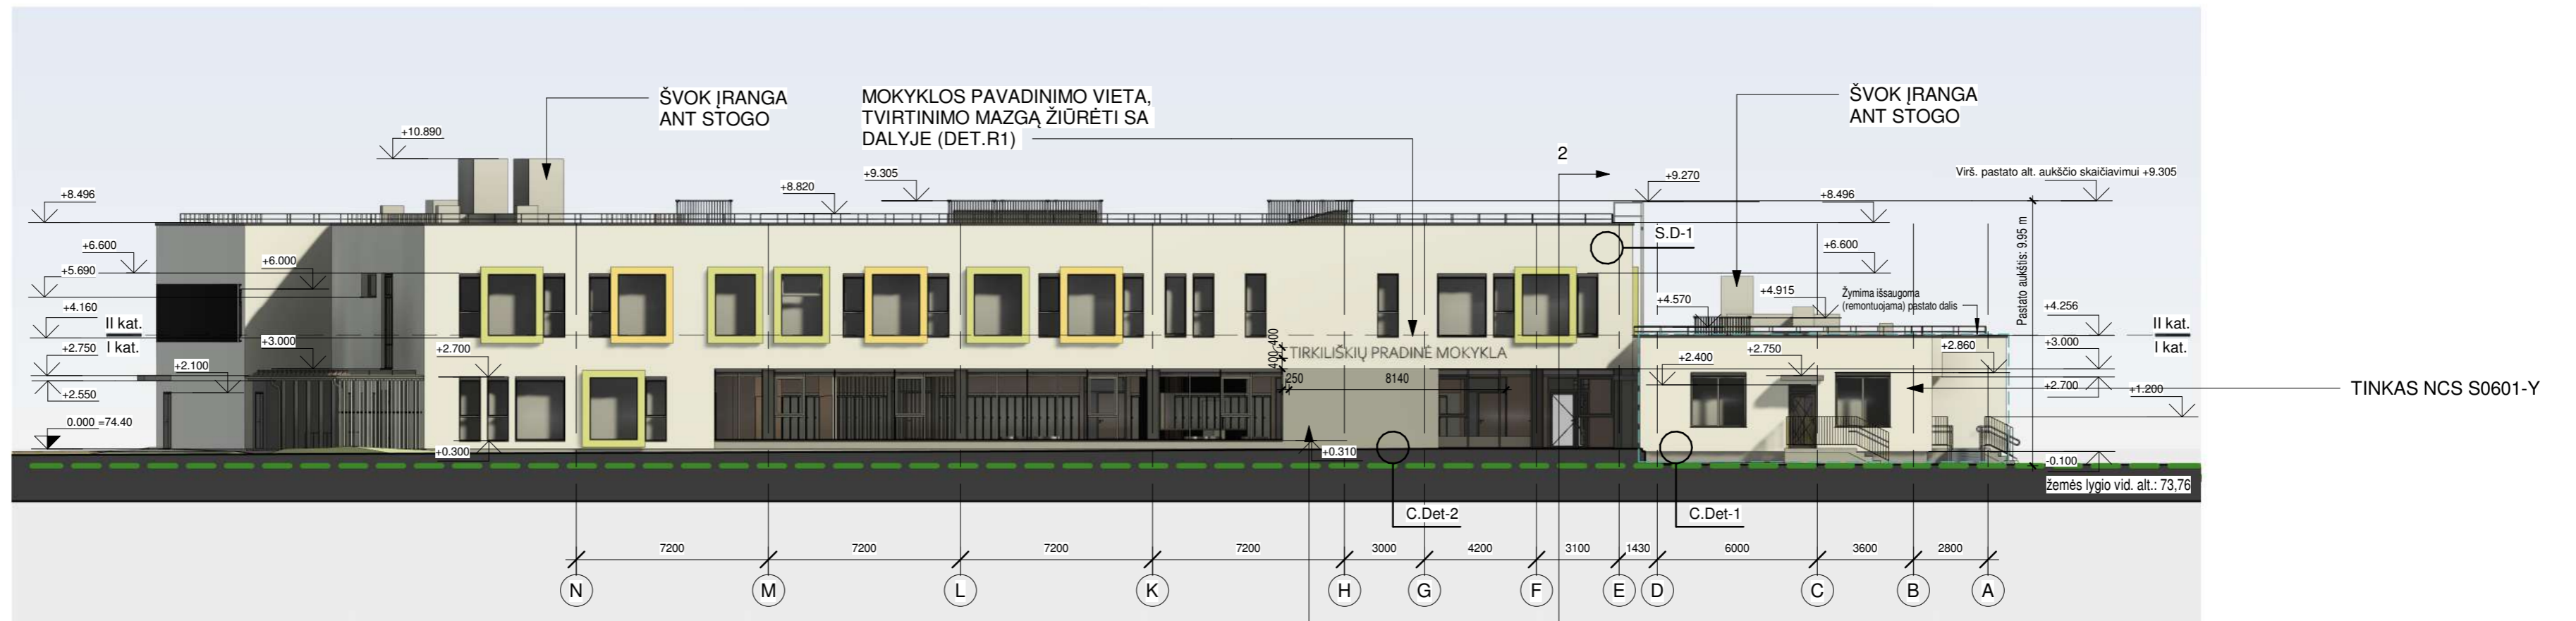 ŠVOK ĮRANGA
ANT STOGO
MOKYKLOS PAVADINIMO VIETA,
TVIRTINIMO MAZGĄ ŽIŪRĖTI SA
DALYJE (DET.R1)
ŠVOK ĮRANGA
ANT STOGO
2
+10.890
+8.496
+8.820
+9.305
+9.270
+8.496
Virš. pastato alt. aukščio skaičiavimui +9.305
Pastato aukštis: 9.95 m
S.D-1
+6.600
+6.000
+5.690
+4.160
II kat.
I kat.
+2.750
+3.000
+2.100
+2.550
0.000 =74.40
+2.700
+0.300
+6.600
+4.570
+4.915
Žymima išsaugoma
(remontuojama) pastato dalis
+4.256
II kat.
I kat.
400
400
TIRKILIŠKIŲ PRADINĖ MOKYKLA
250
8140
+2.400
+2.750
+2.860
+3.000
+2.700
+1.200
TINKAS NCS S0601-Y
+0.310
-0.100
žemės lygio vid. alt.: 73,76
C.Det-2
C.Det-1
7200
7200
7200
7200
3000
4200
3100
1430
6000
3600
2800
N
M
L
K
H
G
F
E
D
C
B
A